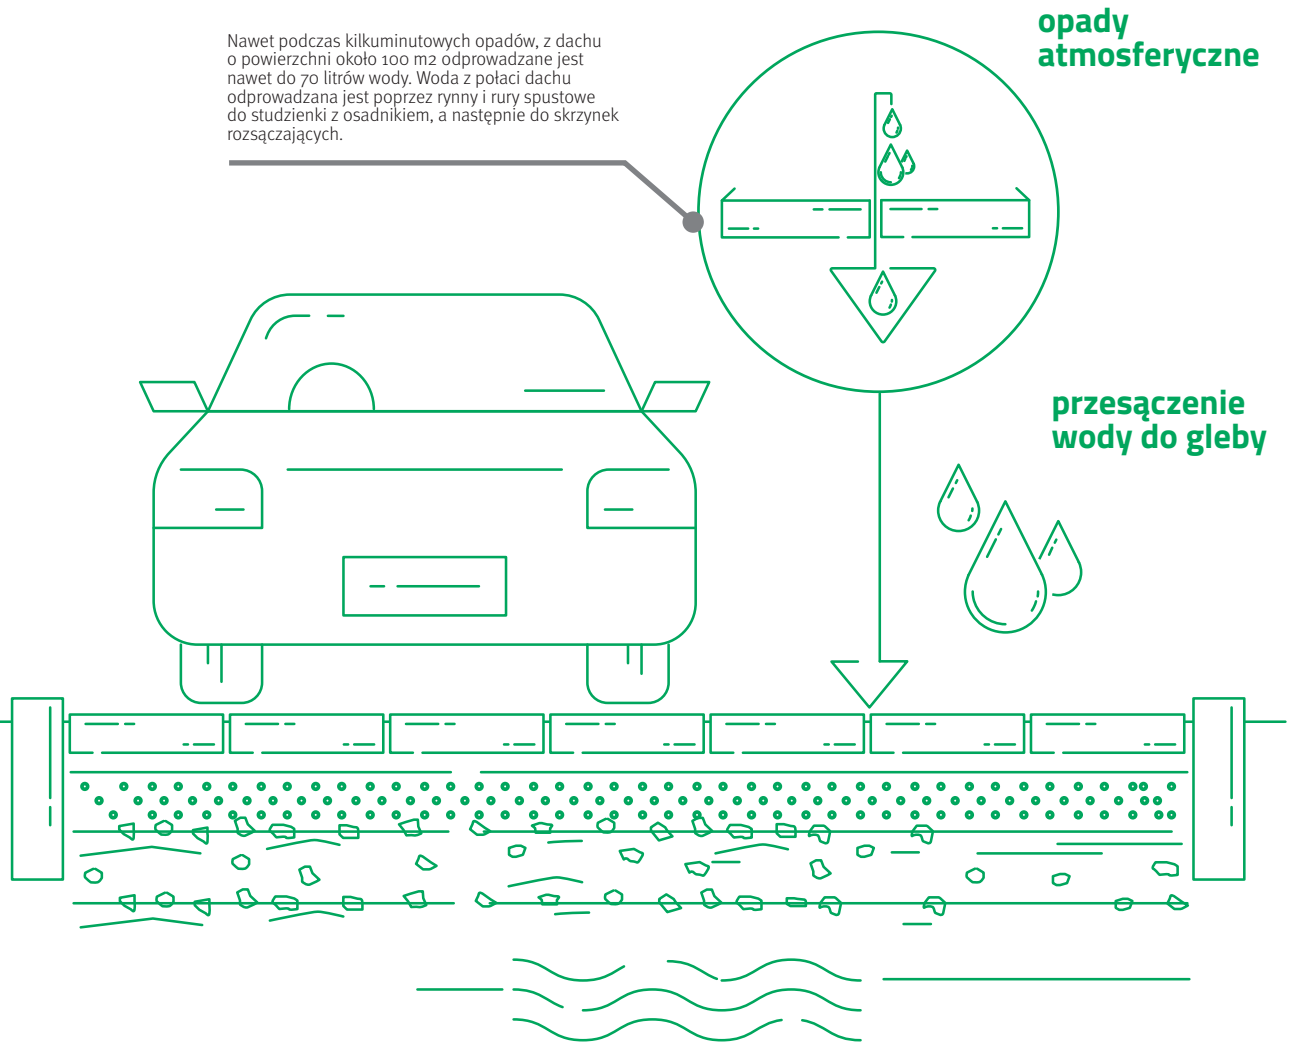 opady
atmosferyczne
Nawet podczas kilkuminutowych opadów, z dachu
o powierzchni około 100 m2 odprowadzane jest
nawet do 70 litrów wody. Woda z połaci dachu
odprowadzana jest poprzez rynny i rury spustowe
do studzienki z osadnikiem, a następnie do skrzynek
rozsączających.
przesączenie
wody do gleby